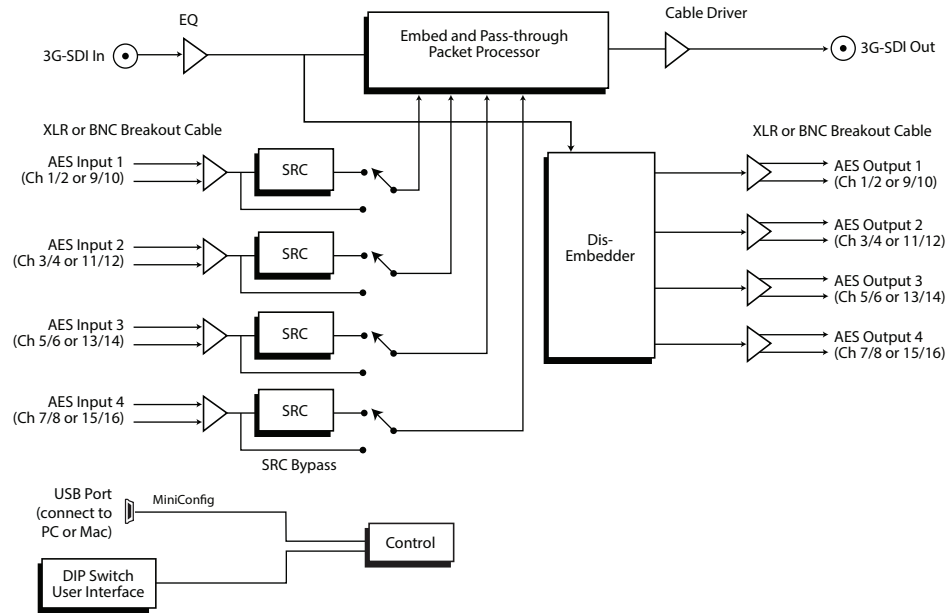 EQ
Embed and Pass-through
Packet Processor
Cable Driver
3G-SDI In
3G-SDI Out
XLR or BNC Breakout Cable
AES Input 1
(Ch 1/2 or 9/10)
SRC
AES Input 2
(Ch 3/4 or 11/12)
SRC
AES Input 3
(Ch 5/6 or 13/14)
SRC
AES Input 4
(Ch 7/8 or 15/16)
SRC
SRC Bypass
Dis-
Embedder
XLR or BNC Breakout Cable
AES Output 1
(Ch 1/2 or 9/10)
AES Output 2
(Ch 3/4 or 11/12)
AES Output 3
(Ch 5/6 or 13/14)
AES Output 4
(Ch 7/8 or 15/16)
USB Port
(connect to
PC or Mac)
MiniConfig
Control
DIP Switch
User Interface